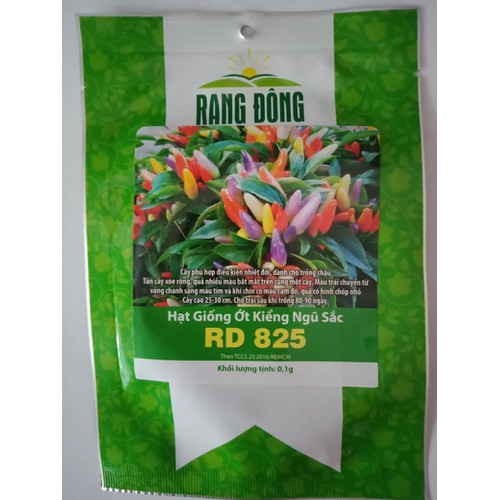 RẠNG ĐÔNG
Cây phù hợp điều kiện nhiệt đới, dành cho trồng chậu.
Tán cây xòe rộng, quả nhiều màu bắt mắt trên cùng một cây. Màu trái chuyển từ
vàng chanh sang màu tím và khi chín có màu cam đỏ, quả có hình chóp nhỏ
Cây cao 25-30 cm. Cho trái sau khi trồng 80-90 ngày.
Hạt Giống Ớt Kiểng Ngũ Sắc
RD 825
Theo TCCS 25:2016/RĐHCM
Khối lượng tịnh: 0,1g